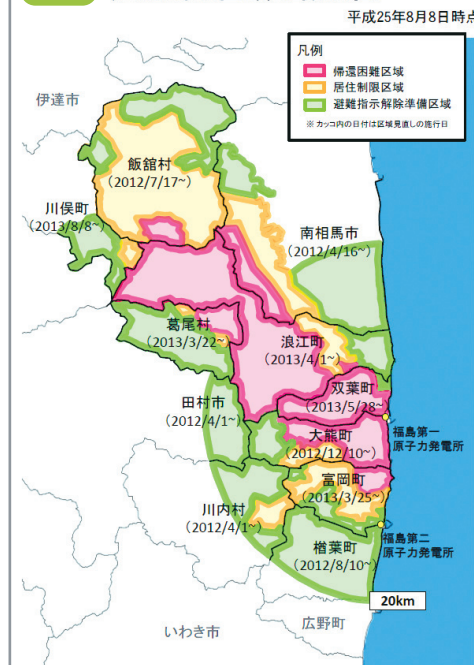 平成25年8月8日時点
凡例
帰還困難区域
居住制限区域
避難指示解除準備区域
※ カッコ内の日付は区域見直しの施行日
伊達市
飯舘村
(2012/7/17~)
川俣町
(2013/8/8~)
南相馬市
(2012/4/16~)
葛尾村
(2013/3/22~)
浪江町
(2013/4/1~)
双葉町
(2013/5/28~)
田村市
(2012/4/1~)
大熊町
(2012/12/10~)
福島第一
原子力発電所
富岡町
(2013/3/25~)
川内村
(2012/4/1~)
福島第二
原子力発電所
楢葉町
(2012/8/10~)
20km
広野町
いわき市